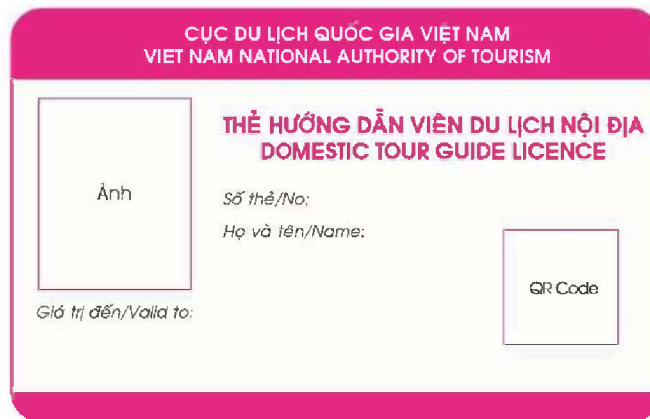 CỤC DU LỊCH QUỐC GIA VIỆT NAM
VIET NAM NATIONAL AUTHORITY OF TOURISM
THẺ HƯỚNG DẪN VIÊN DU LỊCH NỘI ĐỊA
DOMESTIC TOUR GUIDE LICENCE
Ảnh
Số thẻ/No:
Họ và tên/Name:
QR Code
Giá trị đến/Valid to: